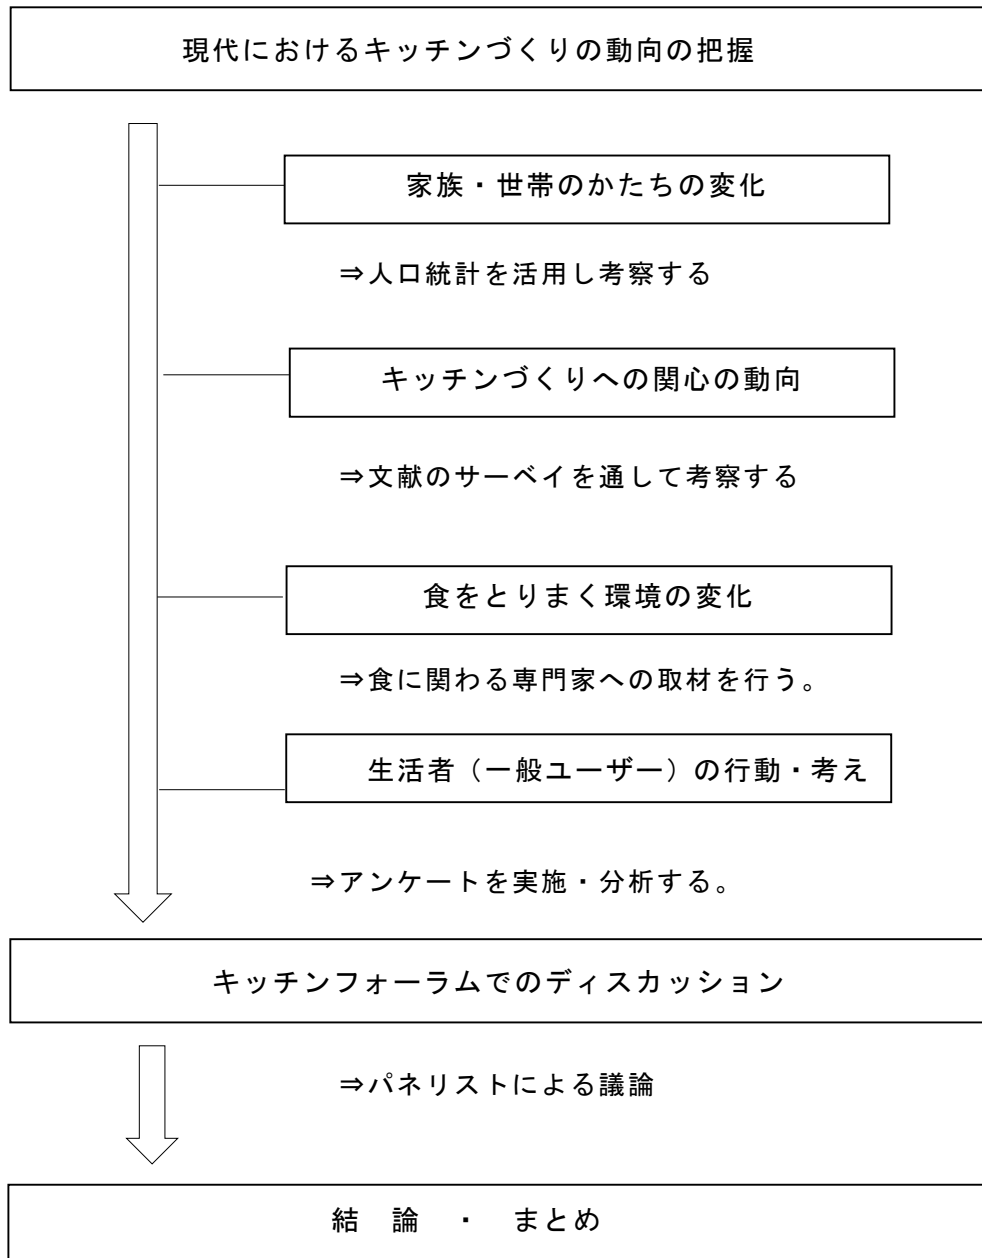 現代におけるキッチンづくりの動向の把握
家族・世帯のかたちの変化
⇒人口統計を活用し考察する
キッチンづくりへの関心の動向
⇒文献のサーベイを通して考察する
食をとりまく環境の変化
⇒食に関わる専門家への取材を行う。
生活者（一般ユーザー）の行動・考え
⇒アンケートを実施・分析する。
キッチンフォーラムでのディスカッション
⇒パネリストによる議論
結　論　・　まとめ